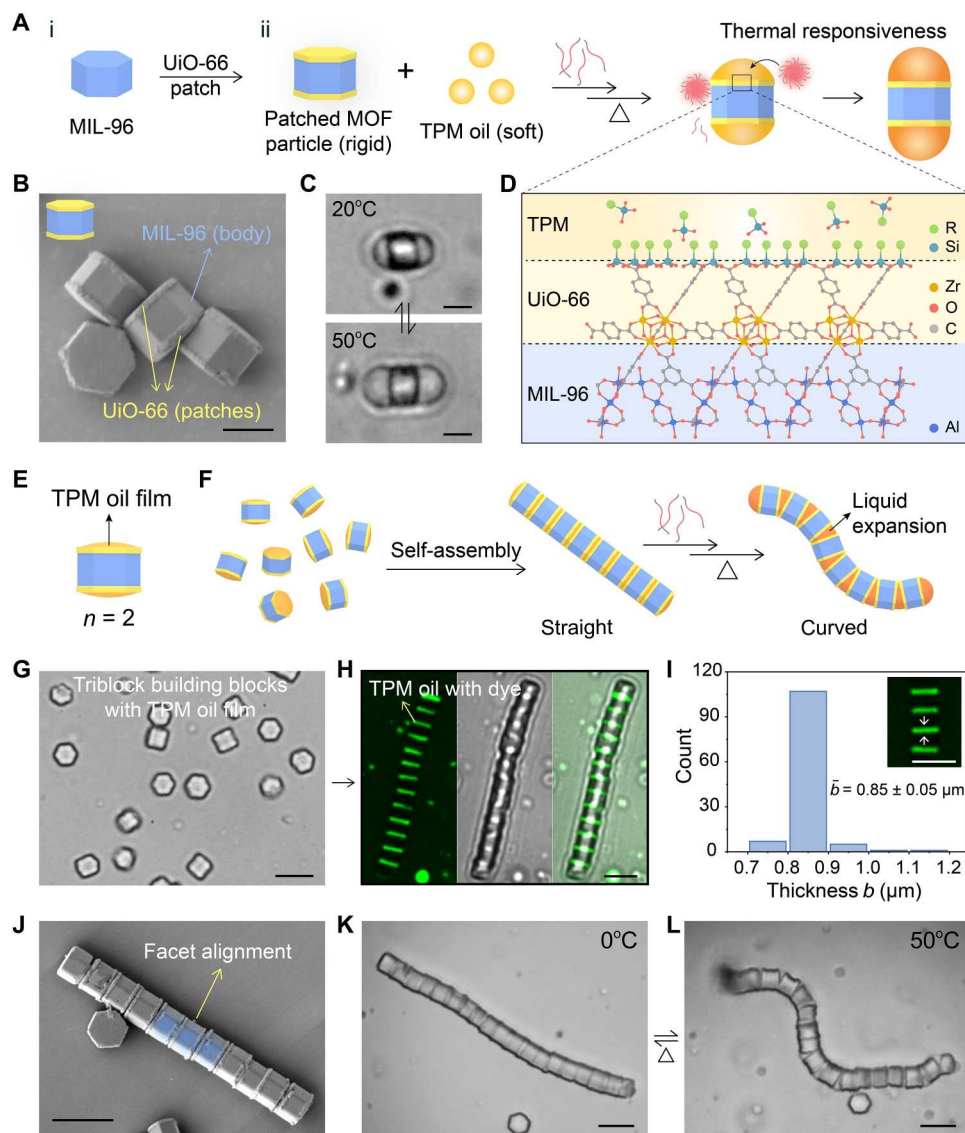 A
i
ii
Thermal responsiveness
UiO-66
patch
MIL-96
Patched MOF
particle (rigid)
+
TPM oil (soft)
△
B
MIL-96 (body)
UiO-66 (patches)
C
20°C
50°C
D
TPM
UiO-66
MIL-96
R
Si
Zr
O
C
Al
E
TPM oil film
n = 2
F
Self-assembly
Straight
△
Liquid
expansion
Curved
G
Triblock building blocks
with TPM oil film
H
TPM oil with dye
I
Count
120
90
60
30
0
b̄ = 0.85 ± 0.05 μm
0.7 0.8 0.9 1.0 1.1 1.2
Thickness b (μm)
J
Facet alignment
K
0°C
△
L
50°C